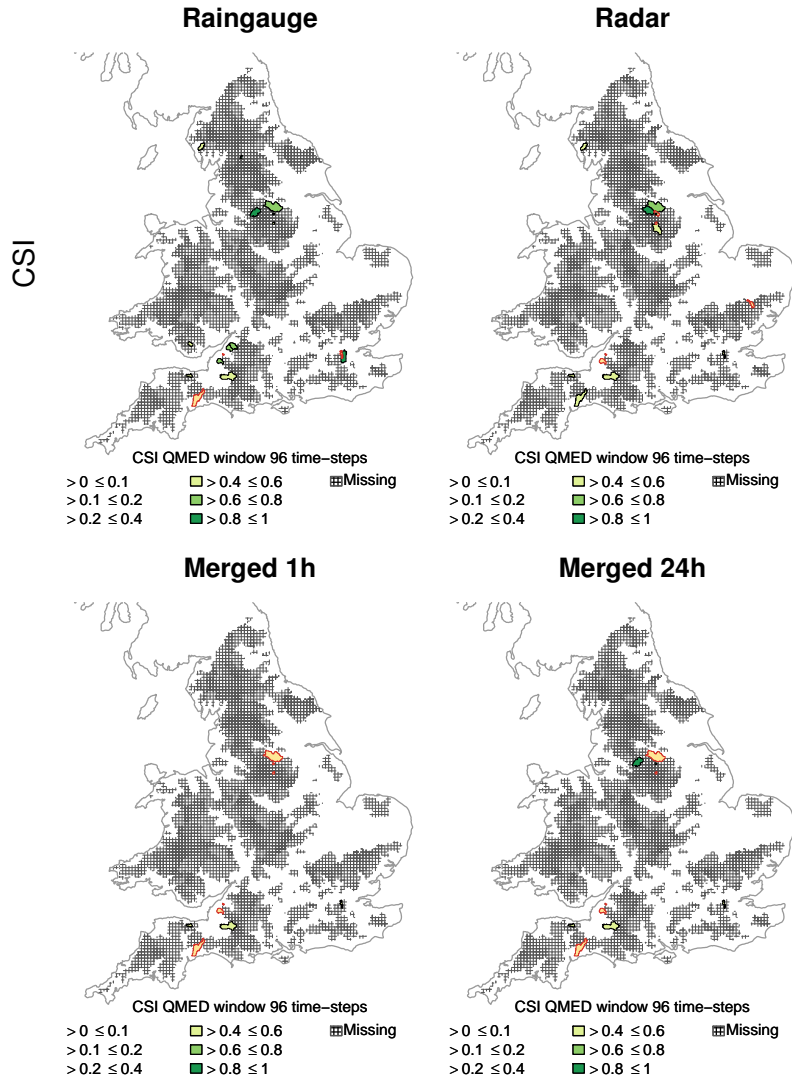 Raingauge Radar
CSI
CSI QMED window 96 time−steps CSI QMED window 96 time−steps
> 0 ≤ 0.1 > 0.4 ≤ 0.6 Missing > 0 ≤ 0.1 > 0.4 ≤ 0.6 Missing
> 0.1 ≤ 0.2 > 0.6 ≤ 0.8 > 0.1 ≤ 0.2 > 0.6 ≤ 0.8
> 0.2 ≤ 0.4 > 0.8 ≤ 1 > 0.2 ≤ 0.4 > 0.8 ≤ 1
Merged 1h Merged 24h
CSI QMED window 96 time−steps CSI QMED window 96 time−steps
> 0 ≤ 0.1 > 0.4 ≤ 0.6 Missing > 0 ≤ 0.1 > 0.4 ≤ 0.6 Missing
> 0.1 ≤ 0.2 > 0.6 ≤ 0.8 > 0.1 ≤ 0.2 > 0.6 ≤ 0.8
> 0.2 ≤ 0.4 > 0.8 ≤ 1 > 0.2 ≤ 0.4 > 0.8 ≤ 1